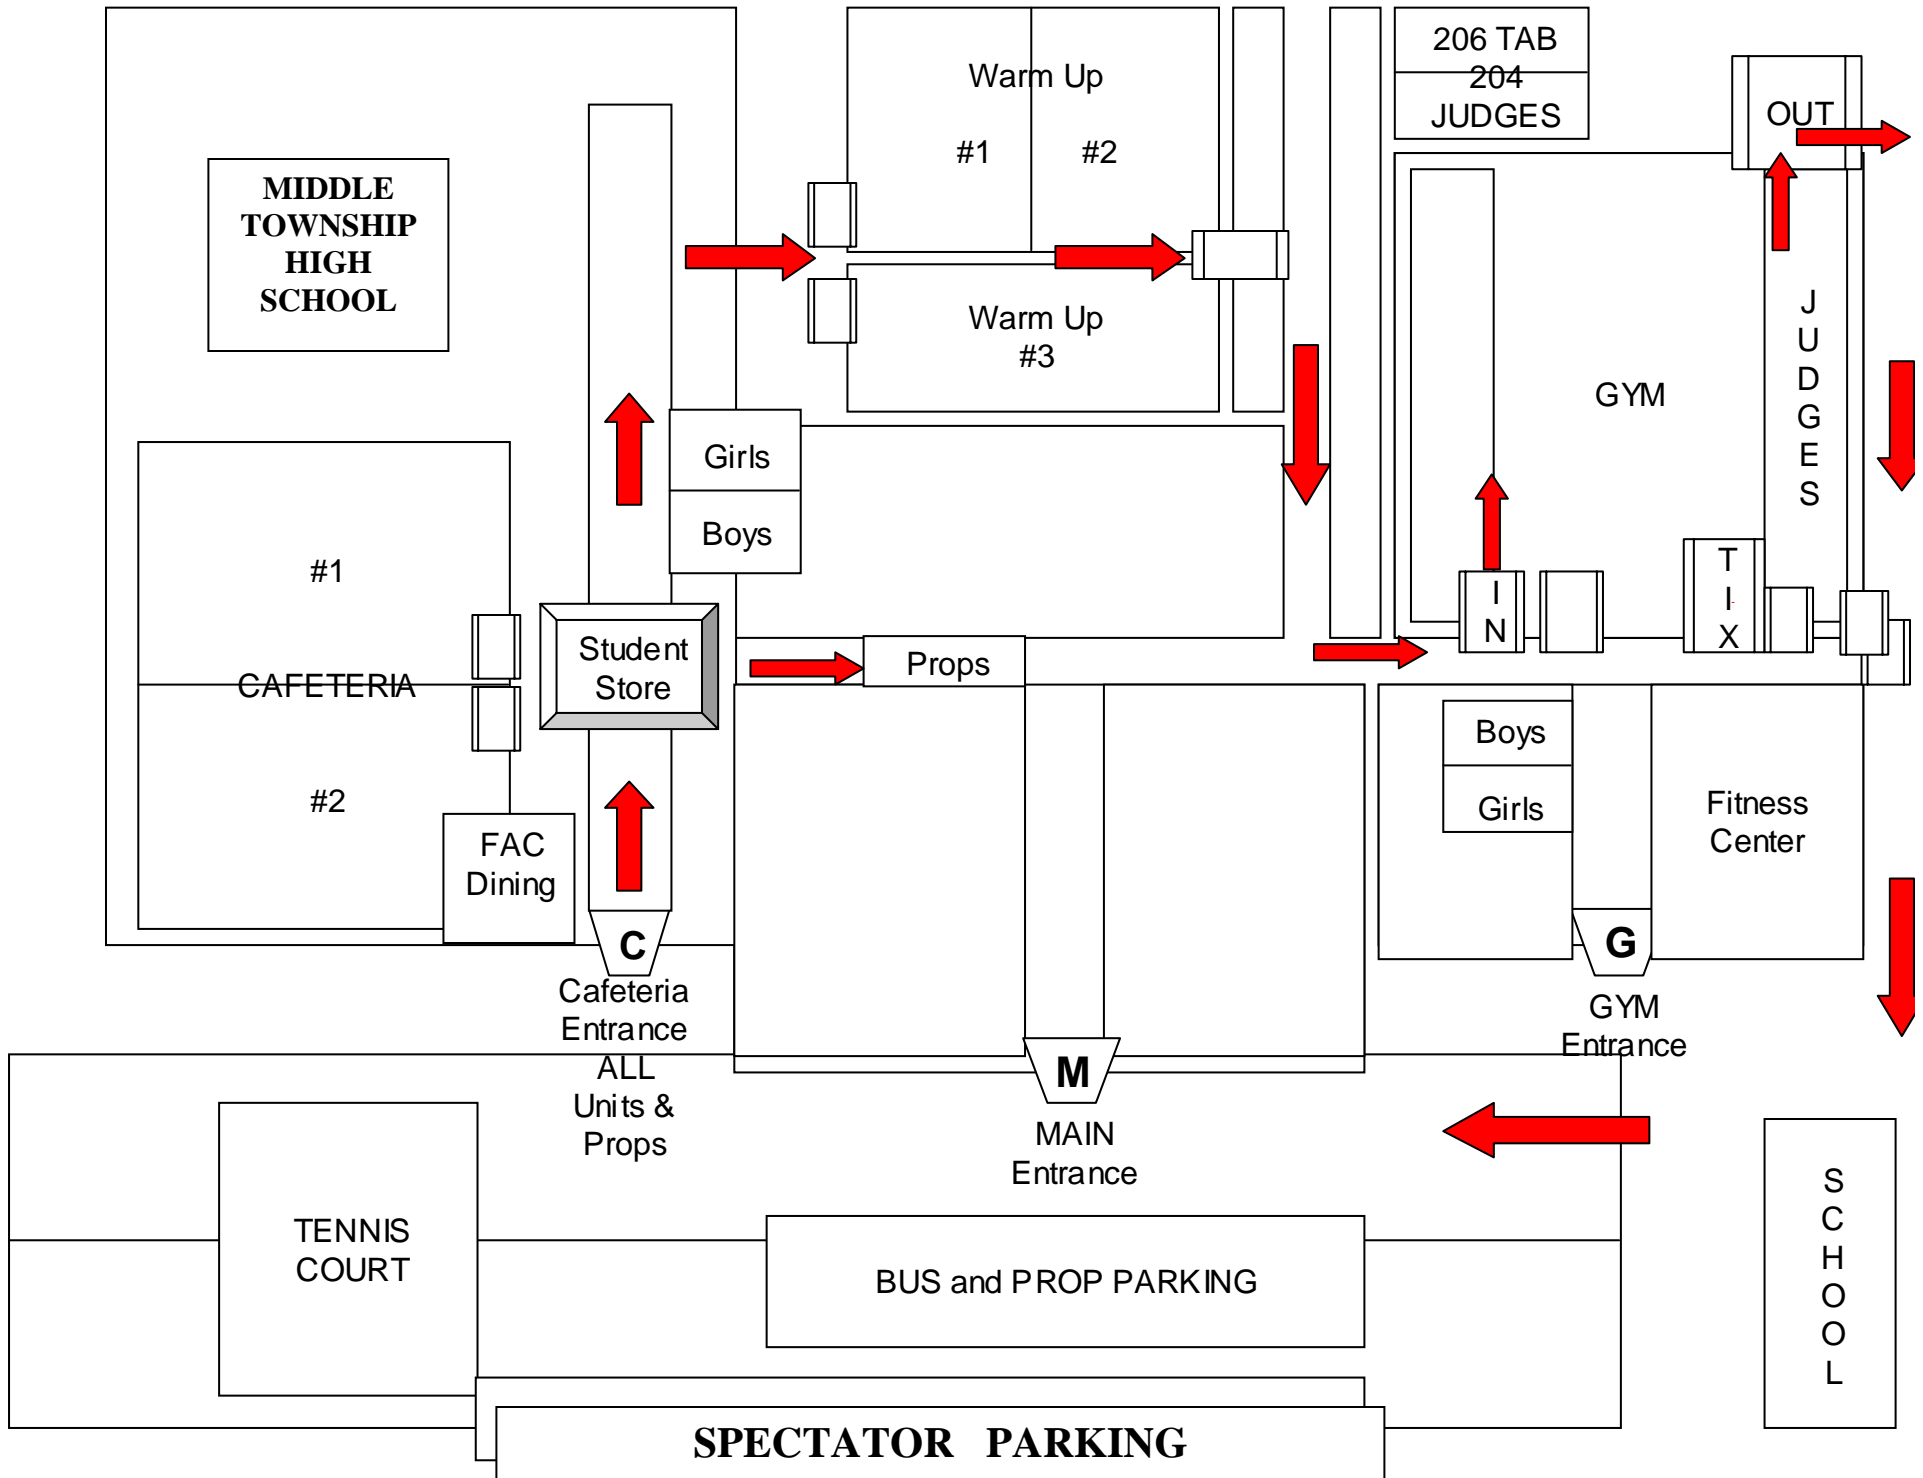 206 TAB
204
JUDGES
Warm Up
#1
#2
OUT
MIDDLE
TOWNSHIP
HIGH
SCHOOL
Warm Up
#3
J
U
D
G
E
S
GYM
Girls
Boys
#1
CAFETERIA
#2
Student
Store
Props
I
N
T
I
X
Boys
Girls
Fitness
Center
FAC
Dining
C
Cafeteria
Entrance
ALL
Units &
Props
G
GYM
Entrance
M
MAIN
Entrance
TENNIS
COURT
BUS and PROP PARKING
S
C
H
O
O
L
SPECTATOR PARKING